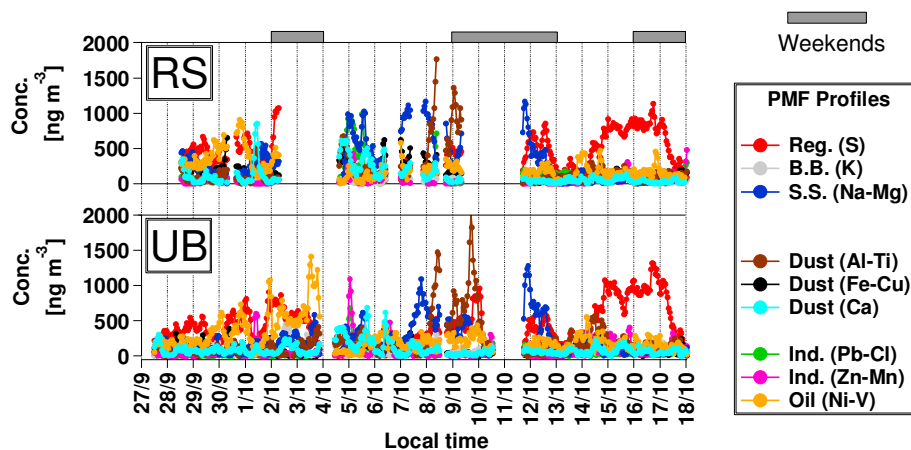 Weekends
2000
1500
1000
500
0
Conc.
[ng m⁻³]
RS
2000
1500
1000
500
0
Conc.
[ng m⁻³]
UB
27/9
28/9
29/9
30/9
1/10
2/10
3/10
4/10
5/10
6/10
7/10
8/10
9/10
10/10
11/10
12/10
13/10
14/10
15/10
16/10
17/10
18/10
Local time
PMF Profiles
Reg. (S)
B.B. (K)
S.S. (Na-Mg)
Dust (Al-Ti)
Dust (Fe-Cu)
Dust (Ca)
Ind. (Pb-Cl)
Ind. (Zn-Mn)
Oil (Ni-V)